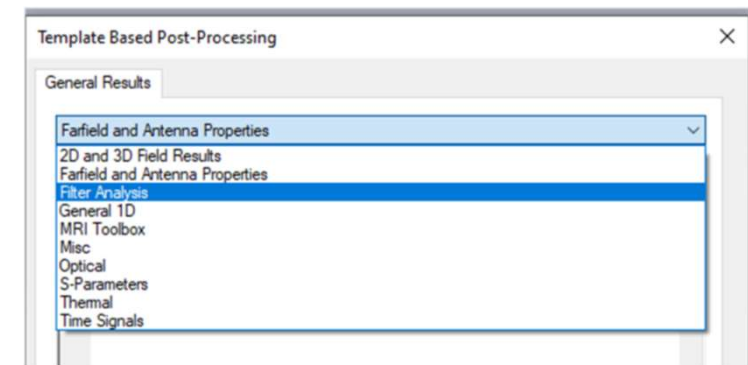 Template Based Post-Processing
General Results
Farfield and Antenna Properties
2D and 3D Field Results
Farfield and Antenna Properties
Filter Analysis
General 1D
MRI Toolbox
Misc
Optical
S-Parameters
Thermal
Time Signals